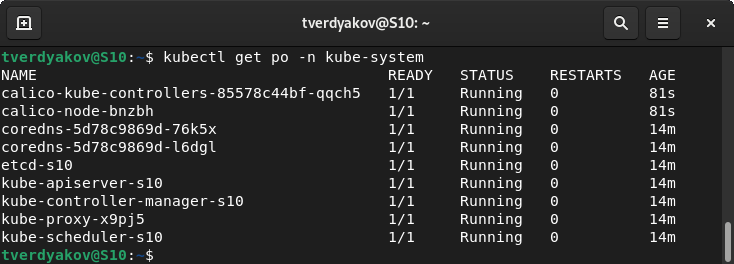 tverdyakov@S10: ~
tverdyakov@S10:~$ kubectl get po -n kube-system
NAME                                       READY   STATUS    RESTARTS   AGE
calico-kube-controllers-85578c44bf-qqch5   1/1     Running   0          81s
calico-node-bnzbh                          1/1     Running   0          81s
coredns-5d78c9869d-76k5x                   1/1     Running   0          14m
coredns-5d78c9869d-l6dgl                   1/1     Running   0          14m
etcd-s10                                   1/1     Running   0          14m
kube-apiserver-s10                         1/1     Running   0          14m
kube-controller-manager-s10                1/1     Running   0          14m
kube-proxy-x9pj5                           1/1     Running   0          14m
kube-scheduler-s10                         1/1     Running   0          14m
tverdyakov@S10:~$